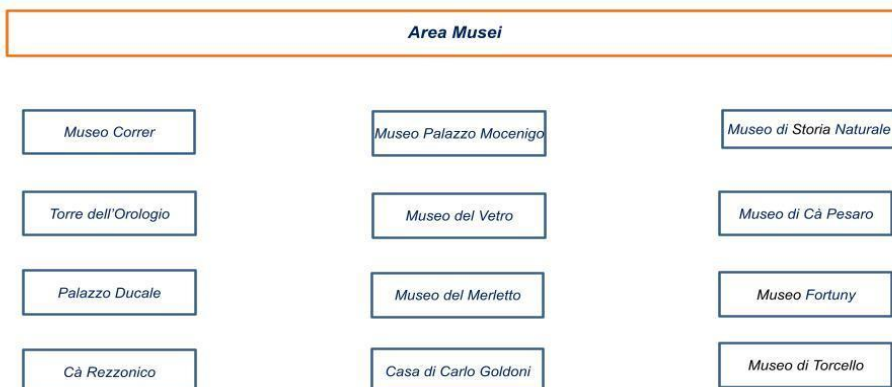 Area Musei
Museo Correr
Museo Palazzo Mocenigo
Museo di Storia Naturale
Torre dell'Orologio
Museo del Vetro
Museo di Cà Pesaro
Palazzo Ducale
Museo del Merletto
Museo Fortuny
Cà Rezzonico
Casa di Carlo Goldoni
Museo di Torcello